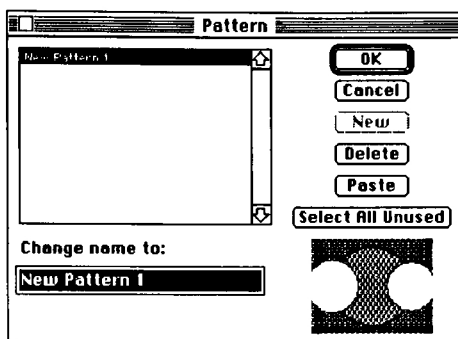 Pattern
New Pattern 1
OK
Cancel
New
Delete
Paste
Select All Unused
Change name to:
New Pattern 1